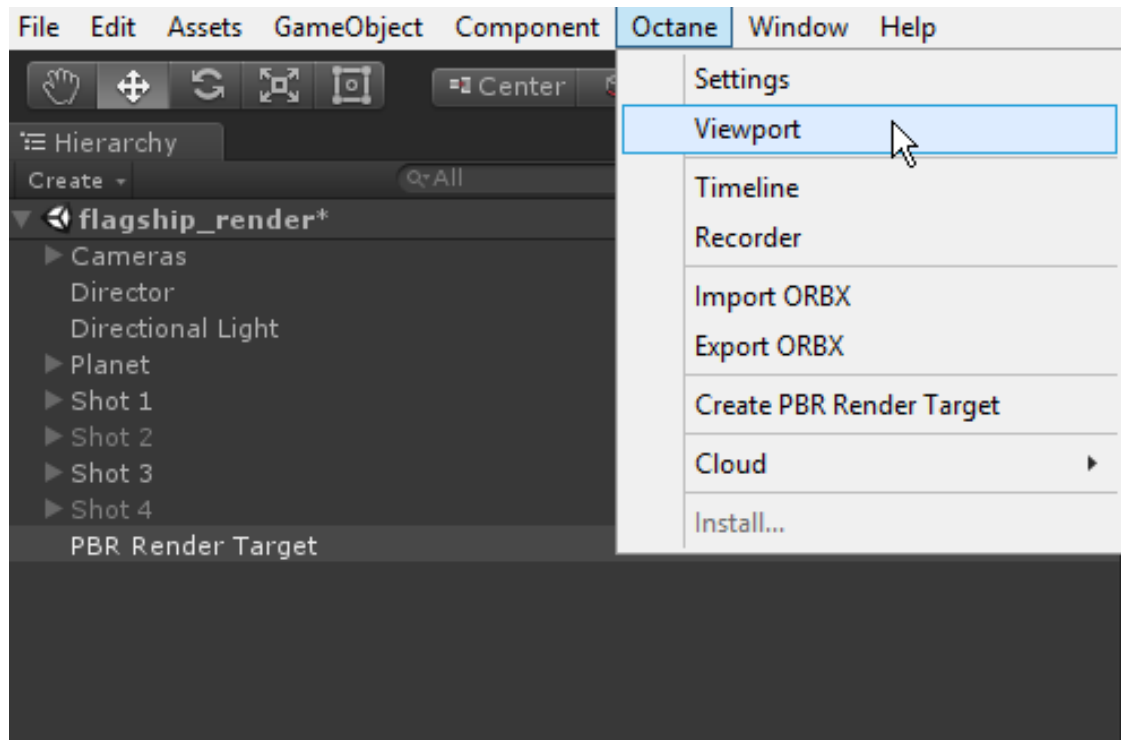 File Edit Assets GameObject Component Octane Window Help
Center
Hierarchy
Create All
flagship_render*
Cameras
Director
Directional Light
Planet
Shot 1
Shot 2
Shot 3
Shot 4
PBR Render Target
Settings
Viewport
Timeline
Recorder
Import ORBX
Export ORBX
Create PBR Render Target
Cloud
Install...